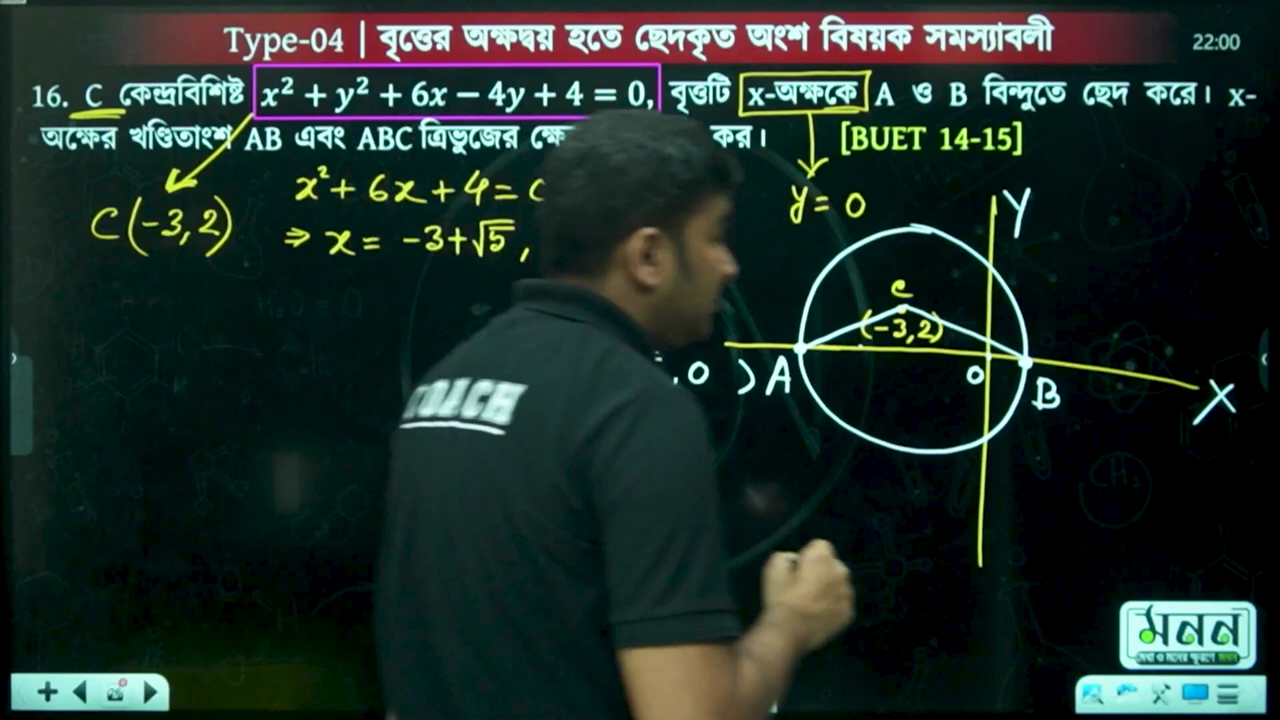 Type-04 | বৃত্তের অক্ষদ্বয় হতে ছেদকৃত অংশ বিষয়ক সমস্যাবলী
22:00
16. C কেন্দ্রবিশিষ্ট x² + y² + 6x − 4y + 4 = 0, বৃত্তটি x-অক্ষকে A ও B বিন্দুতে ছেদ করে। x-
অক্ষের খণ্ডিতাংশ AB এবং ABC ত্রিভুজের কর। [BUET 14-15]
C(-3, 2)
x² + 6x + 4 =
⇒ x = -3+√5,
y = 0
Y
C
(-3, 2)
, 0 ) A
O
B
X
COACH
CH₂
মনন